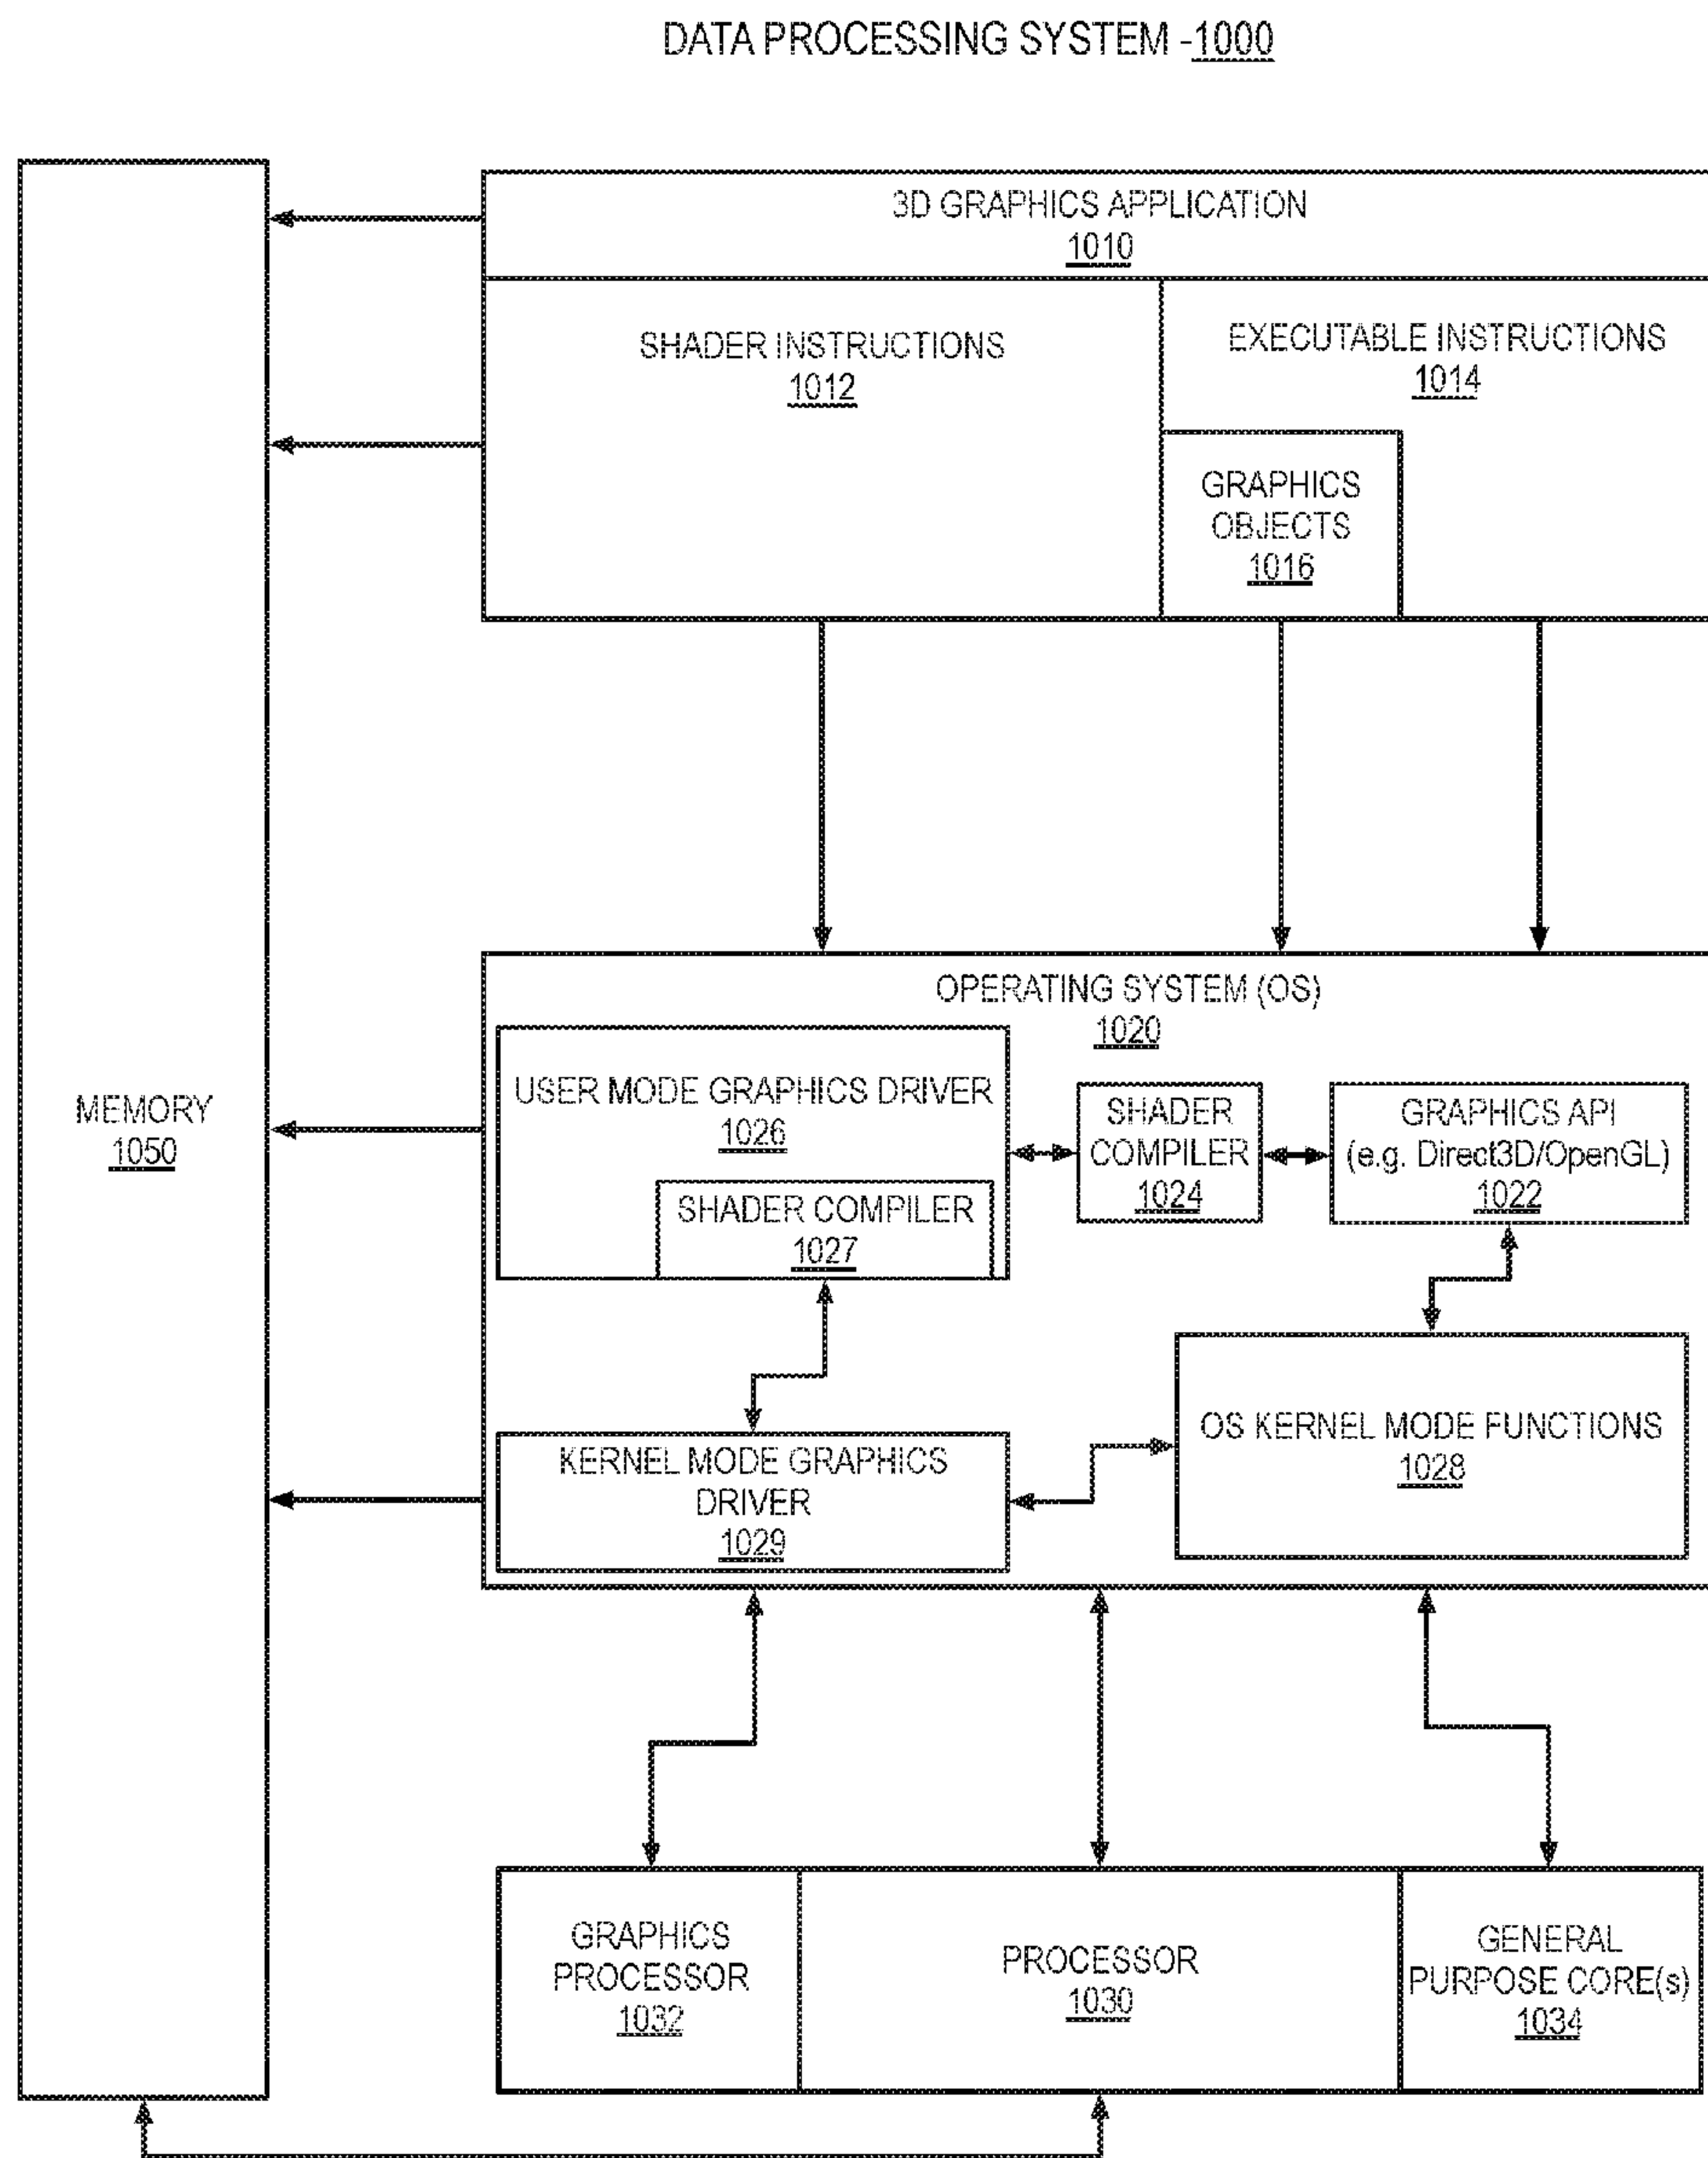 DATA PROCESSING SYSTEM -1000
3D GRAPHICS APPLICATION
1010
SHADER INSTRUCTIONS
1012
EXECUTABLE INSTRUCTIONS
1014
GRAPHICS
OBJECTS
1016
MEMORY
1050
OPERATING SYSTEM (OS)
1020
USER MODE GRAPHICS DRIVER
1026
SHADER COMPILER
1027
SHADER
COMPILER
1024
GRAPHICS API
(e.g. Direct3D/OpenGL)
1022
KERNEL MODE GRAPHICS
DRIVER
1029
OS KERNEL MODE FUNCTIONS
1028
GRAPHICS
PROCESSOR
1032
PROCESSOR
1030
GENERAL
PURPOSE CORE(s)
1034